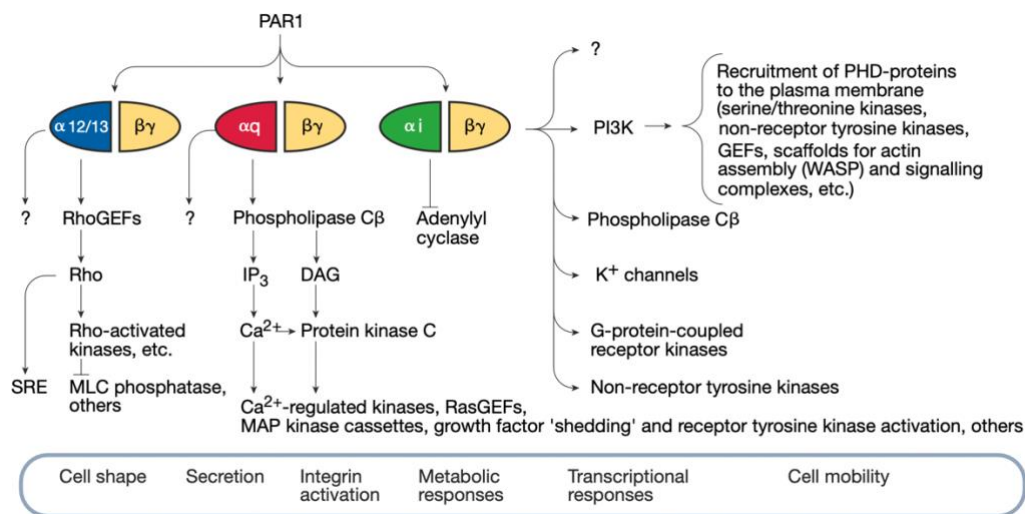 PAR1
α 12/13
βγ
αq
βγ
αi
βγ
?
PI3K
Recruitment of PHD-proteins
to the plasma membrane
(serine/threonine kinases,
non-receptor tyrosine kinases,
GEFs, scaffolds for actin
assembly (WASP) and signalling
complexes, etc.)
?
RhoGEFs
?
Phospholipase Cβ
Adenylyl
cyclase
Phospholipase Cβ
Rho
IP3
DAG
K+ channels
Rho-activated
kinases, etc.
Ca2+
Protein kinase C
G-protein-coupled
receptor kinases
SRE
MLC phosphatase,
others
Non-receptor tyrosine kinases
Ca2+-regulated kinases, RasGEFs,
MAP kinase cassettes, growth factor 'shedding' and receptor tyrosine kinase activation, others
Cell shape
Secretion
Integrin
activation
Metabolic
responses
Transcriptional
responses
Cell mobility